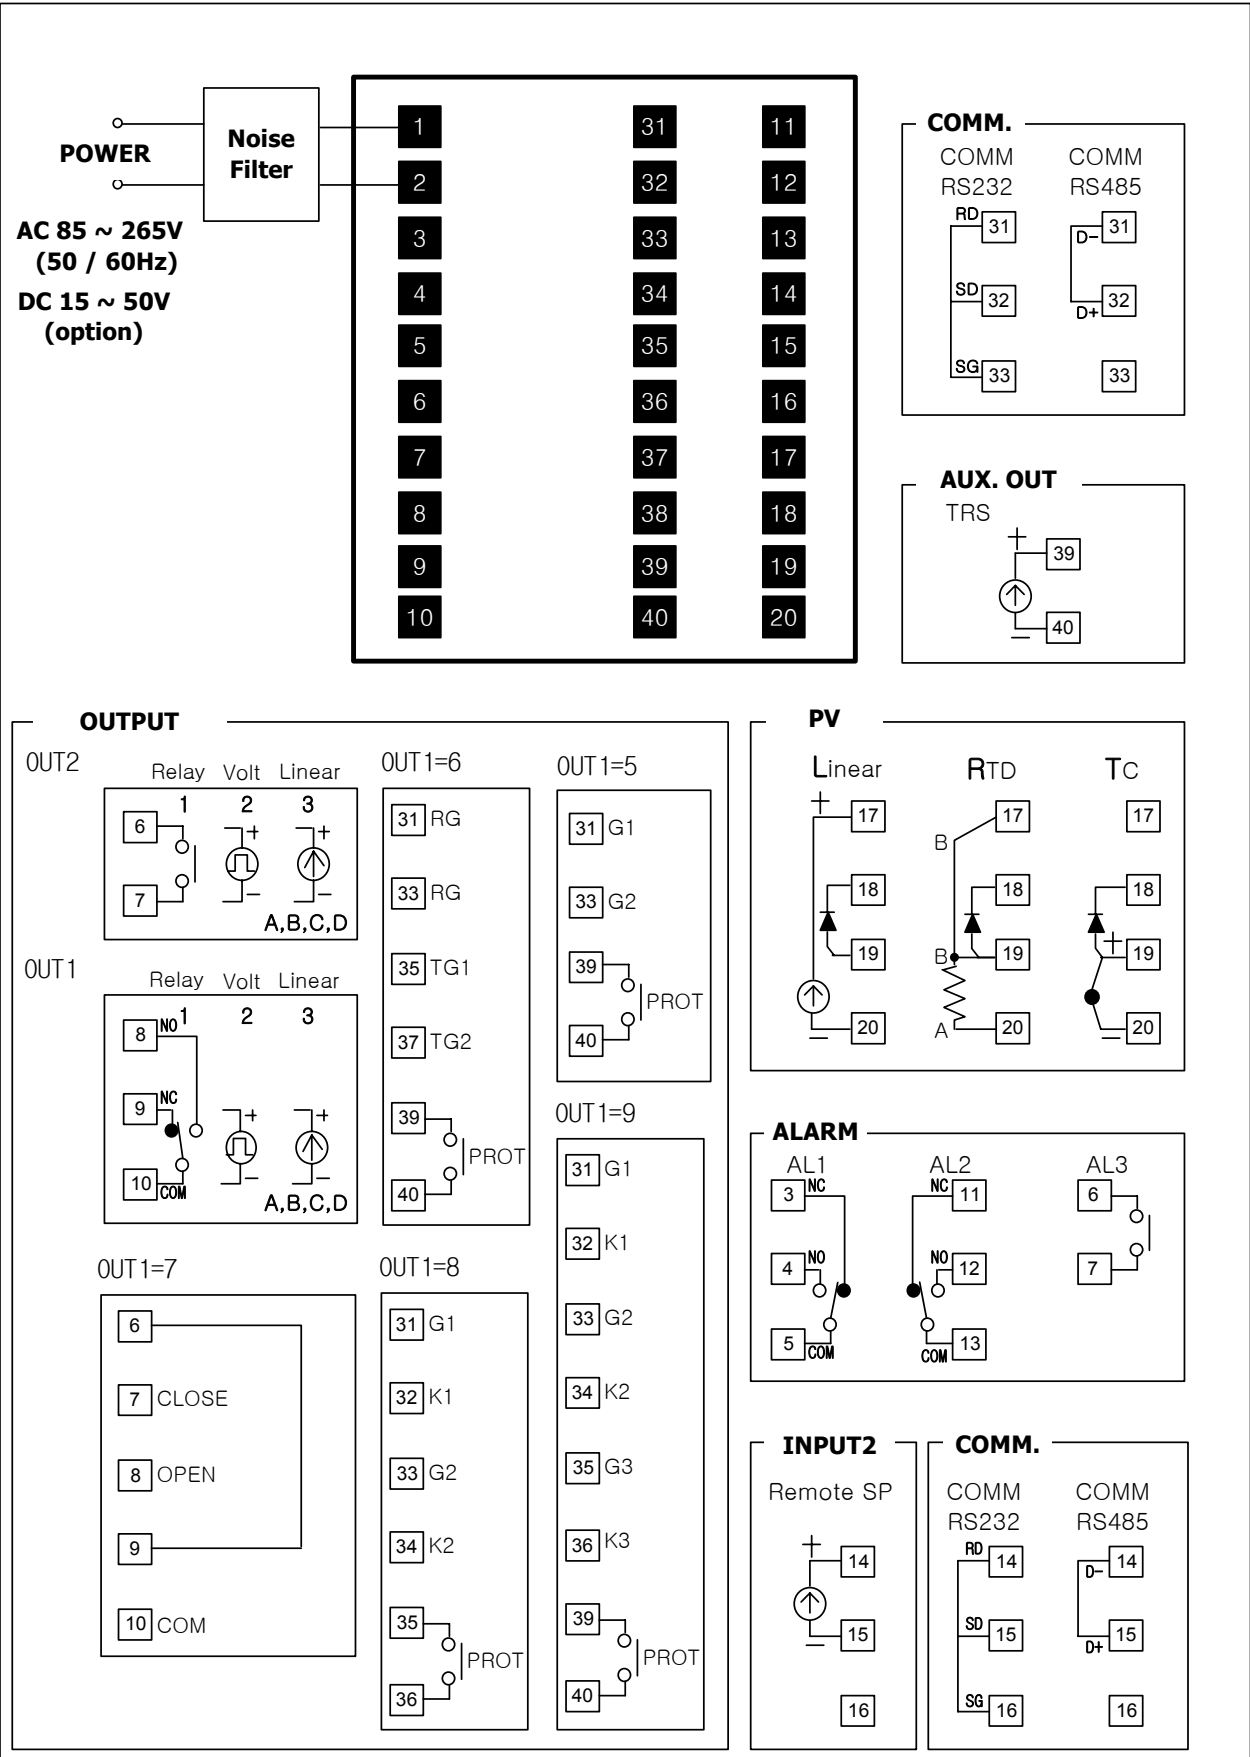 POWER
Noise
Filter
AC 85 ~ 265V
(50 / 60Hz)
DC 15 ~ 50V
(option)
1 31 11
2 32 12
3 33 13
4 34 14
5 35 15
6 36 16
7 37 17
8 38 18
9 39 19
10 40 20
COMM.
COMM COMM
RS232 RS485
RD 31 D- 31
SD 32 D+ 32
SG 33 33
AUX. OUT
TRS
+ 39
- 40
OUTPUT
OUT2
Relay Volt Linear
1 2 3
6 + +
7 - -
A,B,C,D
OUT1
Relay Volt Linear
1 2 3
8 NO
9 NC + +
10 COM - -
A,B,C,D
OUT1=6
31 RG
33 RG
35 TG1
37 TG2
39
PROT
40
OUT1=5
31 G1
33 G2
39
PROT
40
OUT1=7
6
7 CLOSE
8 OPEN
9
10 COM
OUT1=8
31 G1
32 K1
33 G2
34 K2
35
PROT
36
OUT1=9
31 G1
32 K1
33 G2
34 K2
35 G3
36 K3
39
PROT
40
PV
Linear RTD TC
+ 17 17 17
B
18 18 18
19 B 19 + 19
- 20 A 20 - 20
ALARM
AL1 AL2 AL3
3 NC NC 11 6
4 NO NO 12 7
5 COM COM 13
INPUT2
Remote SP
+ 14
- 15
16
COMM.
COMM COMM
RS232 RS485
RD 14 D- 14
SD 15 D+ 15
SG 16 16